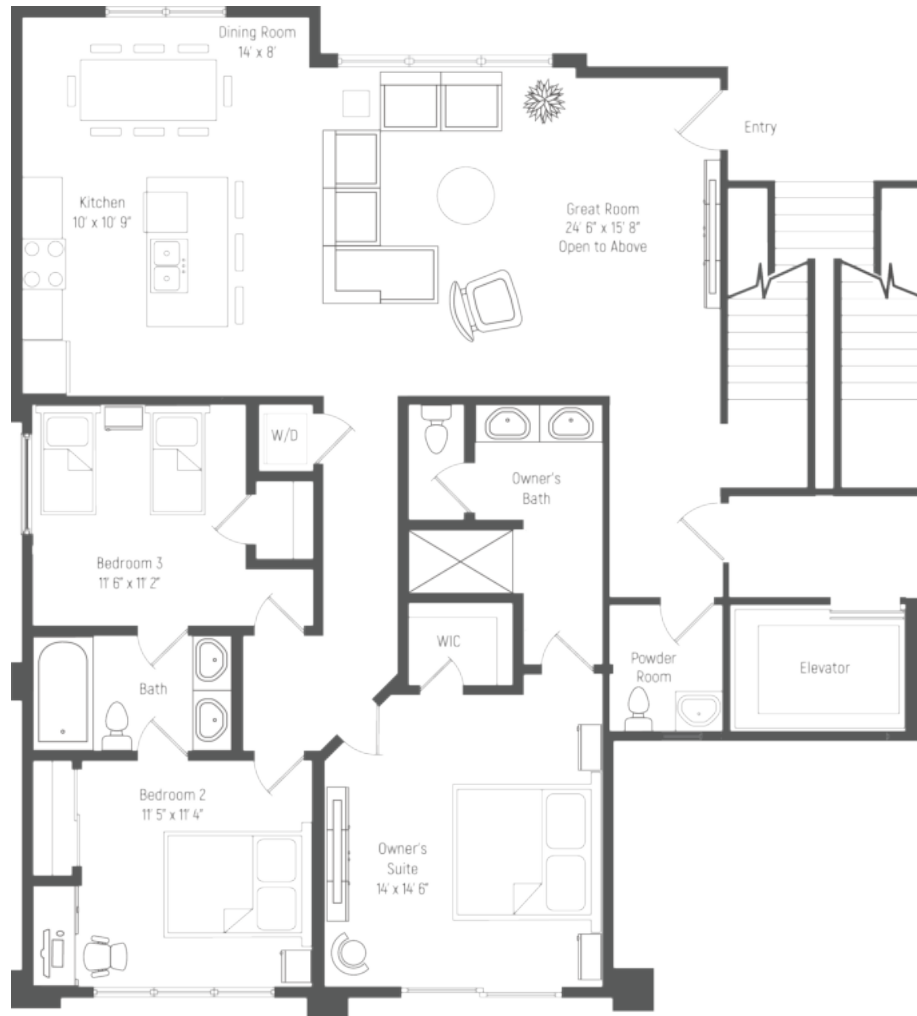 Dining Room
14' x 8'
Entry
Kitchen
10' x 10' 9"
Great Room
24' 6" x 15' 8"
Open to Above
W/D
Owner's
Bath
Bedroom 3
11' 6" x 11' 2"
WIC
Powder
Room
Elevator
Bath
Bedroom 2
11' 5" x 11' 4"
Owner's
Suite
14' x 14' 6"